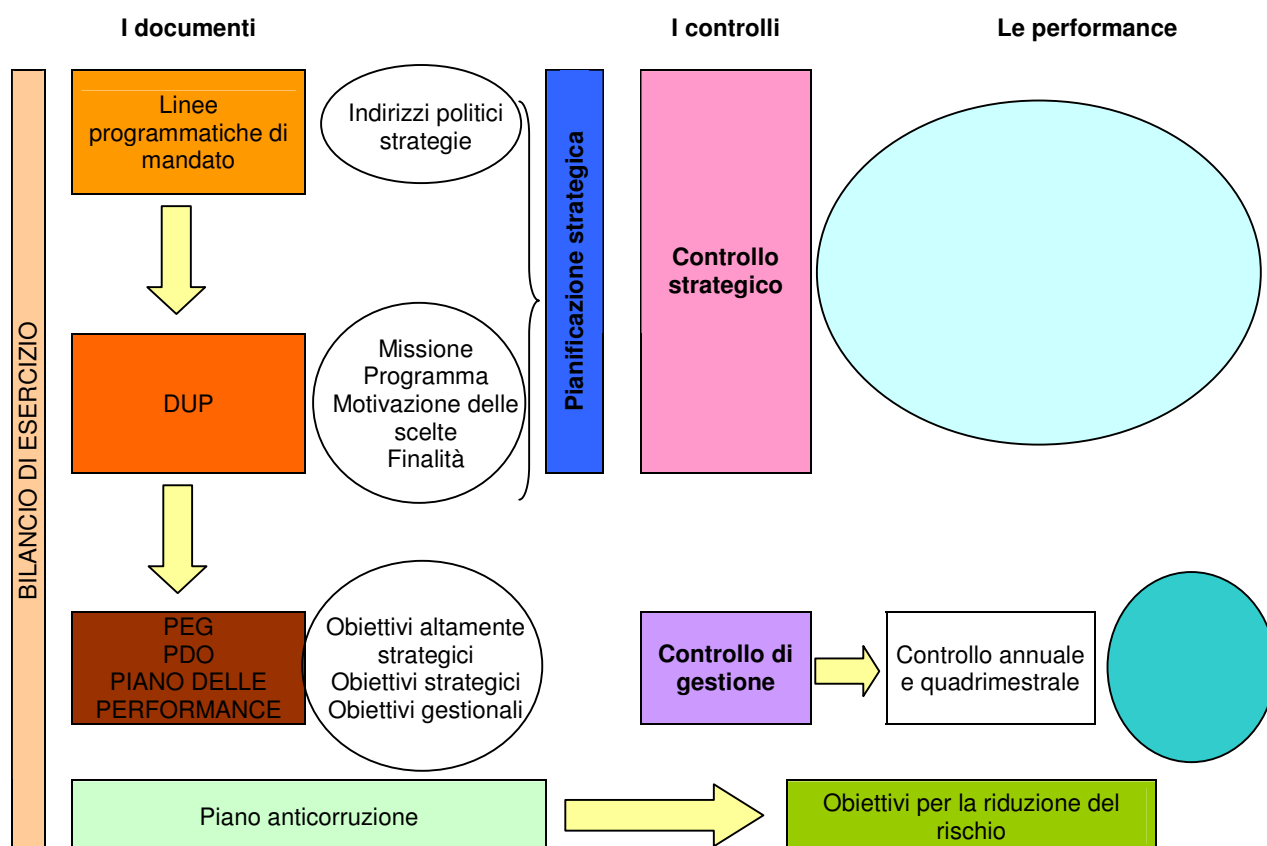 I documenti
I controlli
Le performance
BILANCIO DI ESERCIZIO
Linee
programmatiche di
mandato
Indirizzi politici
strategie
Pianificazione strategica
Controllo
strategico
DUP
Missione
Programma
Motivazione delle
scelte
Finalità
PEG
PDO
PIANO DELLE
PERFORMANCE
Obiettivi altamente
strategici
Obiettivi strategici
Obiettivi gestionali
Controllo di
gestione
Controllo annuale
e quadrimestrale
Piano anticorruzione
Obiettivi per la riduzione del
rischio